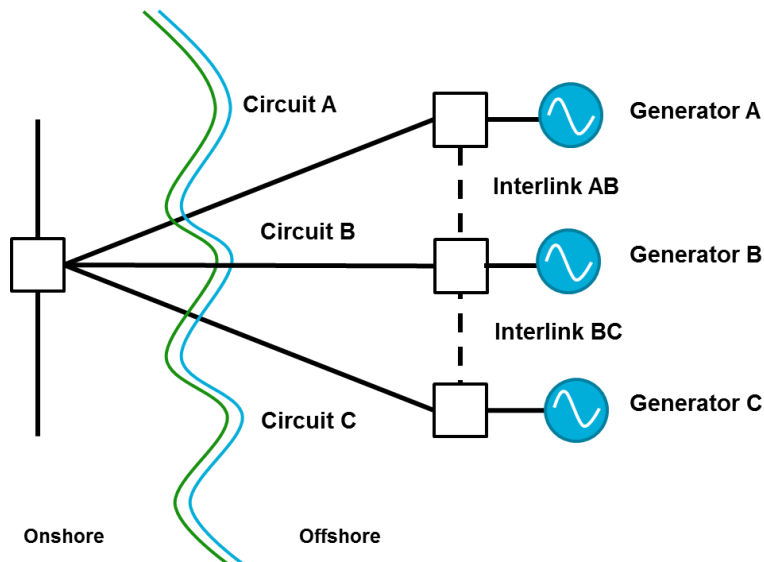 Circuit A
Generator A
Interlink AB
Circuit B
Generator B
Interlink BC
Circuit C
Generator C
Onshore
Offshore